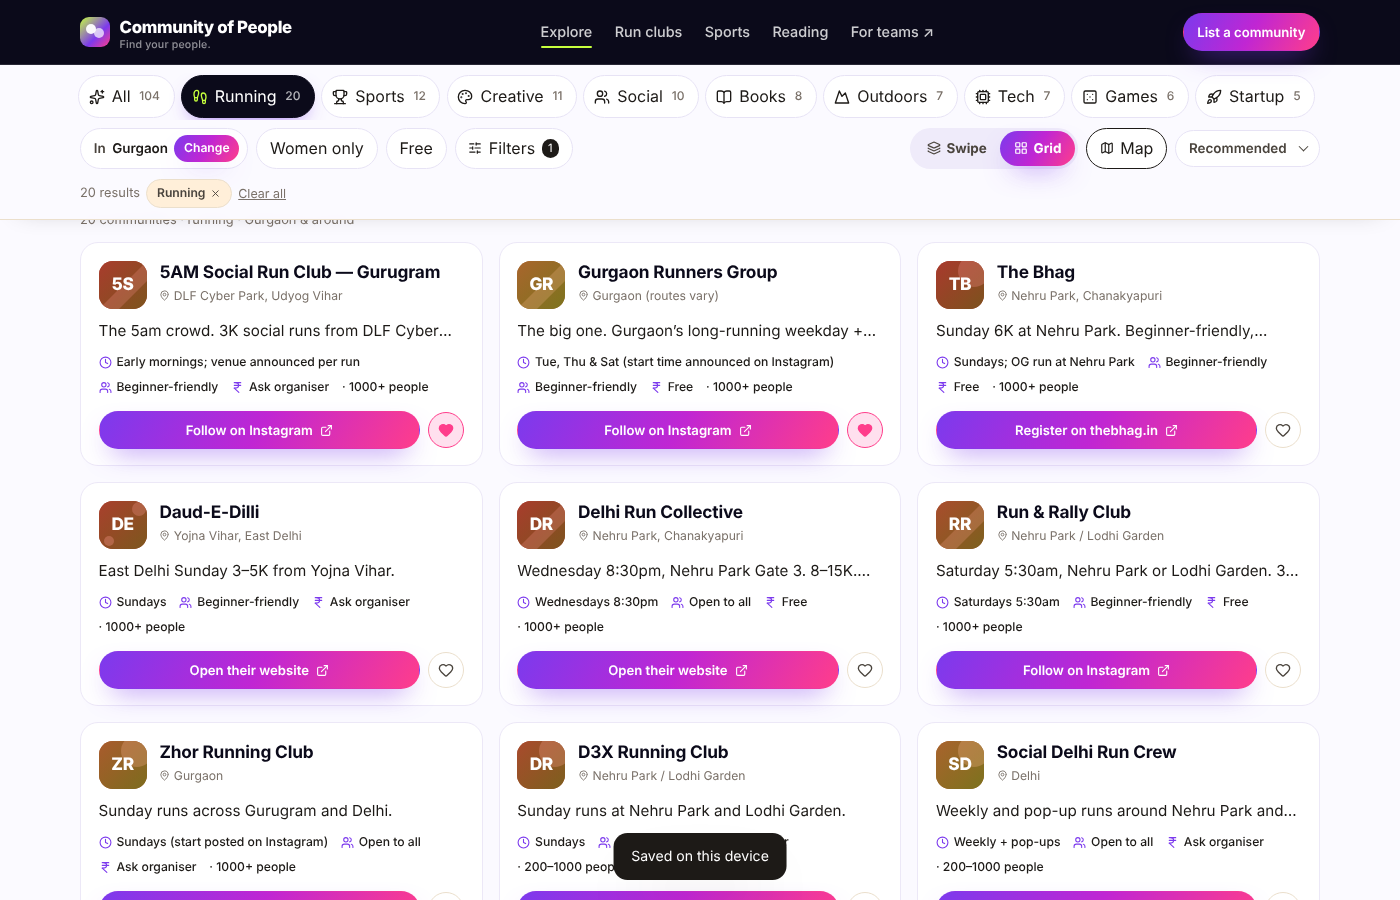 Community of People
Find your people.
Explore
Run clubs
Sports
Reading
For teams ↗
List a community
All 104
Running 20
Sports 12
Creative 11
Social 10
Books 8
Outdoors 7
Tech 7
Games 6
Startup 5
In Gurgaon Change
Women only
Free
Filters 1
Swipe
Grid
Map
Recommended
20 results
Running ×
Clear all
20 communities · running · Gurgaon & around
5S
5AM Social Run Club — Gurugram
DLF Cyber Park, Udyog Vihar
The 5am crowd. 3K social runs from DLF Cyber...
Early mornings; venue announced per run
Beginner-friendly ₹ Ask organiser · 1000+ people
Follow on Instagram
GR
Gurgaon Runners Group
Gurgaon (routes vary)
The big one. Gurgaon's long-running weekday +...
Tue, Thu & Sat (start time announced on Instagram)
Beginner-friendly ₹ Free · 1000+ people
Follow on Instagram
TB
The Bhag
Nehru Park, Chanakyapuri
Sunday 6K at Nehru Park. Beginner-friendly,...
Sundays; OG run at Nehru Park Beginner-friendly
₹ Free · 1000+ people
Register on thebhag.in
DE
Daud-E-Dilli
Yojna Vihar, East Delhi
East Delhi Sunday 3–5K from Yojna Vihar.
Sundays Beginner-friendly ₹ Ask organiser
· 1000+ people
Open their website
DR
Delhi Run Collective
Nehru Park, Chanakyapuri
Wednesday 8:30pm, Nehru Park Gate 3. 8–15K....
Wednesdays 8:30pm Open to all ₹ Free
· 1000+ people
Open their website
RR
Run & Rally Club
Nehru Park / Lodhi Garden
Saturday 5:30am, Nehru Park or Lodhi Garden. 3...
Saturdays 5:30am Beginner-friendly ₹ Free
· 1000+ people
Follow on Instagram
ZR
Zhor Running Club
Gurgaon
Sunday runs across Gurugram and Delhi.
Sundays (start posted on Instagram) Open to all
₹ Ask organiser · 1000+ people
DR
D3X Running Club
Nehru Park / Lodhi Garden
Sunday runs at Nehru Park and Lodhi Garden.
Sundays
· 200–1000 peop
SD
Social Delhi Run Crew
Delhi
Weekly and pop-up runs around Nehru Park and...
Weekly + pop-ups Open to all ₹ Ask organiser
· 200–1000 people
Saved on this device